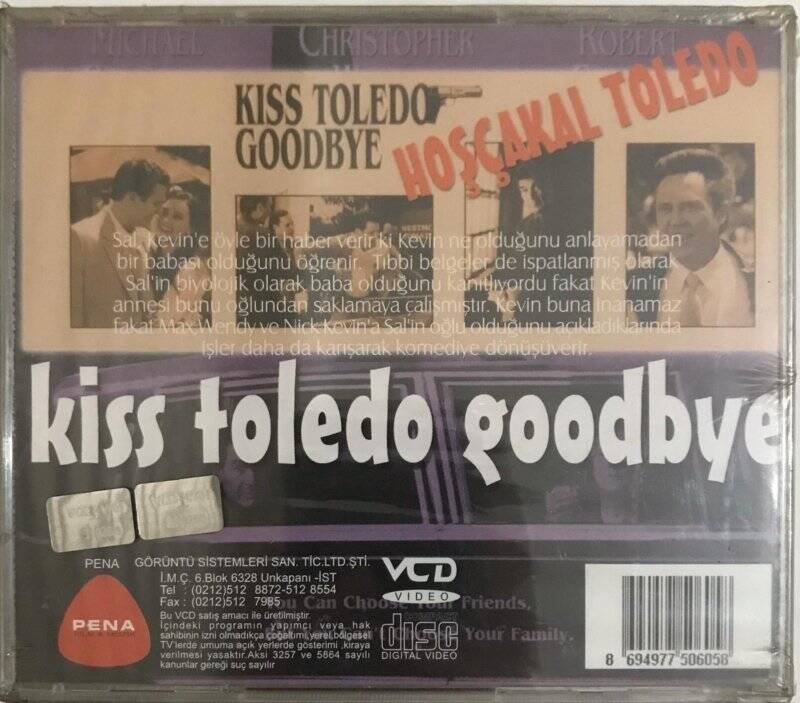 MICHAEL CHRISTOPHER ROBERT
KISS TOLEDO
GOODBYE
HOŞÇAKAL TOLEDO
Sal, Kevin'e öyle bir haber verir ki Kevin ne olduğunu anlayamadan
bir babası olduğunu öğrenir. Tıbbi belgeler de ispatlanmış olarak
Sal'in biyolojik olarak baba olduğunu kanıtlıyordu fakat Kevin'in
annesi bunu oğlundan saklamaya çalışmıştır. Kevin buna inanamaz
fakat Max,Wendy ve Nick Kevin'a Sal'in oğlu olduğunu açıkladıklarında
işler daha da karışarak komediye dönüşüverir.
kiss toledo goodbye
PENA GÖRÜNTÜ SİSTEMLERİ SAN. TİC.LTD.ŞTİ.
İ.M.Ç. 6.Blok 6328 Unkapanı -İST
Tel : (0212)512 8872-512 8554
Fax : (0212)512 7985
Bu VCD satış amacı ile üretilmiştir.
İçindeki programın yapımcı veya hak
sahibinin izni olmadıkça çoğaltımı,yerel,bölgesel
TV'lerde umuma açık yerlerde gösterimi ,kiraya
verilmesi yasaktır.Aksi 3257 ve 5864 sayılı
kanunlar gereği suç sayılır
PENA
FILM & MÜZİK
VCD
VIDEO
disc
DIGITAL VIDEO
You Can Choose Your Friends,
Your Family.
8 694977 506058